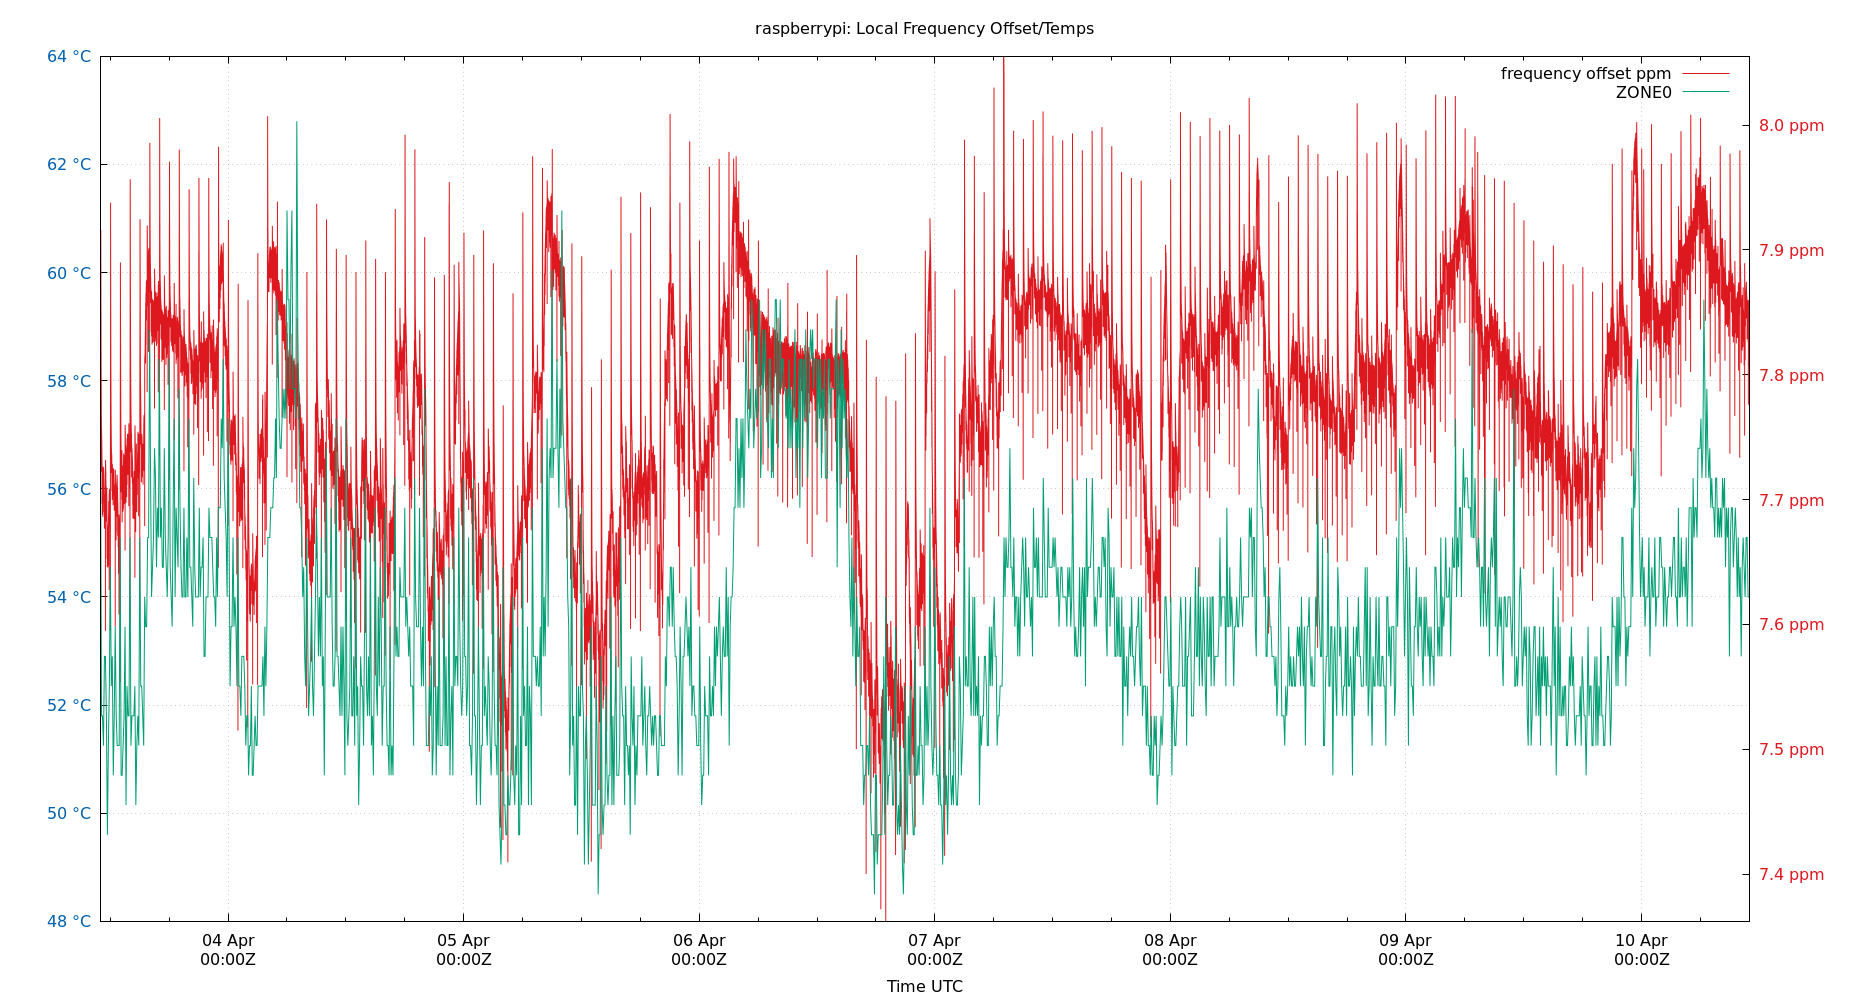 raspberrypi: Local Frequency Offset/Temps
frequency offset ppm
ZONE0
64 °C
62 °C
60 °C
58 °C
56 °C
54 °C
52 °C
50 °C
48 °C
8.0 ppm
7.9 ppm
7.8 ppm
7.7 ppm
7.6 ppm
7.5 ppm
7.4 ppm
04 Apr
00:00Z
05 Apr
00:00Z
06 Apr
00:00Z
07 Apr
00:00Z
08 Apr
00:00Z
09 Apr
00:00Z
10 Apr
00:00Z
Time UTC